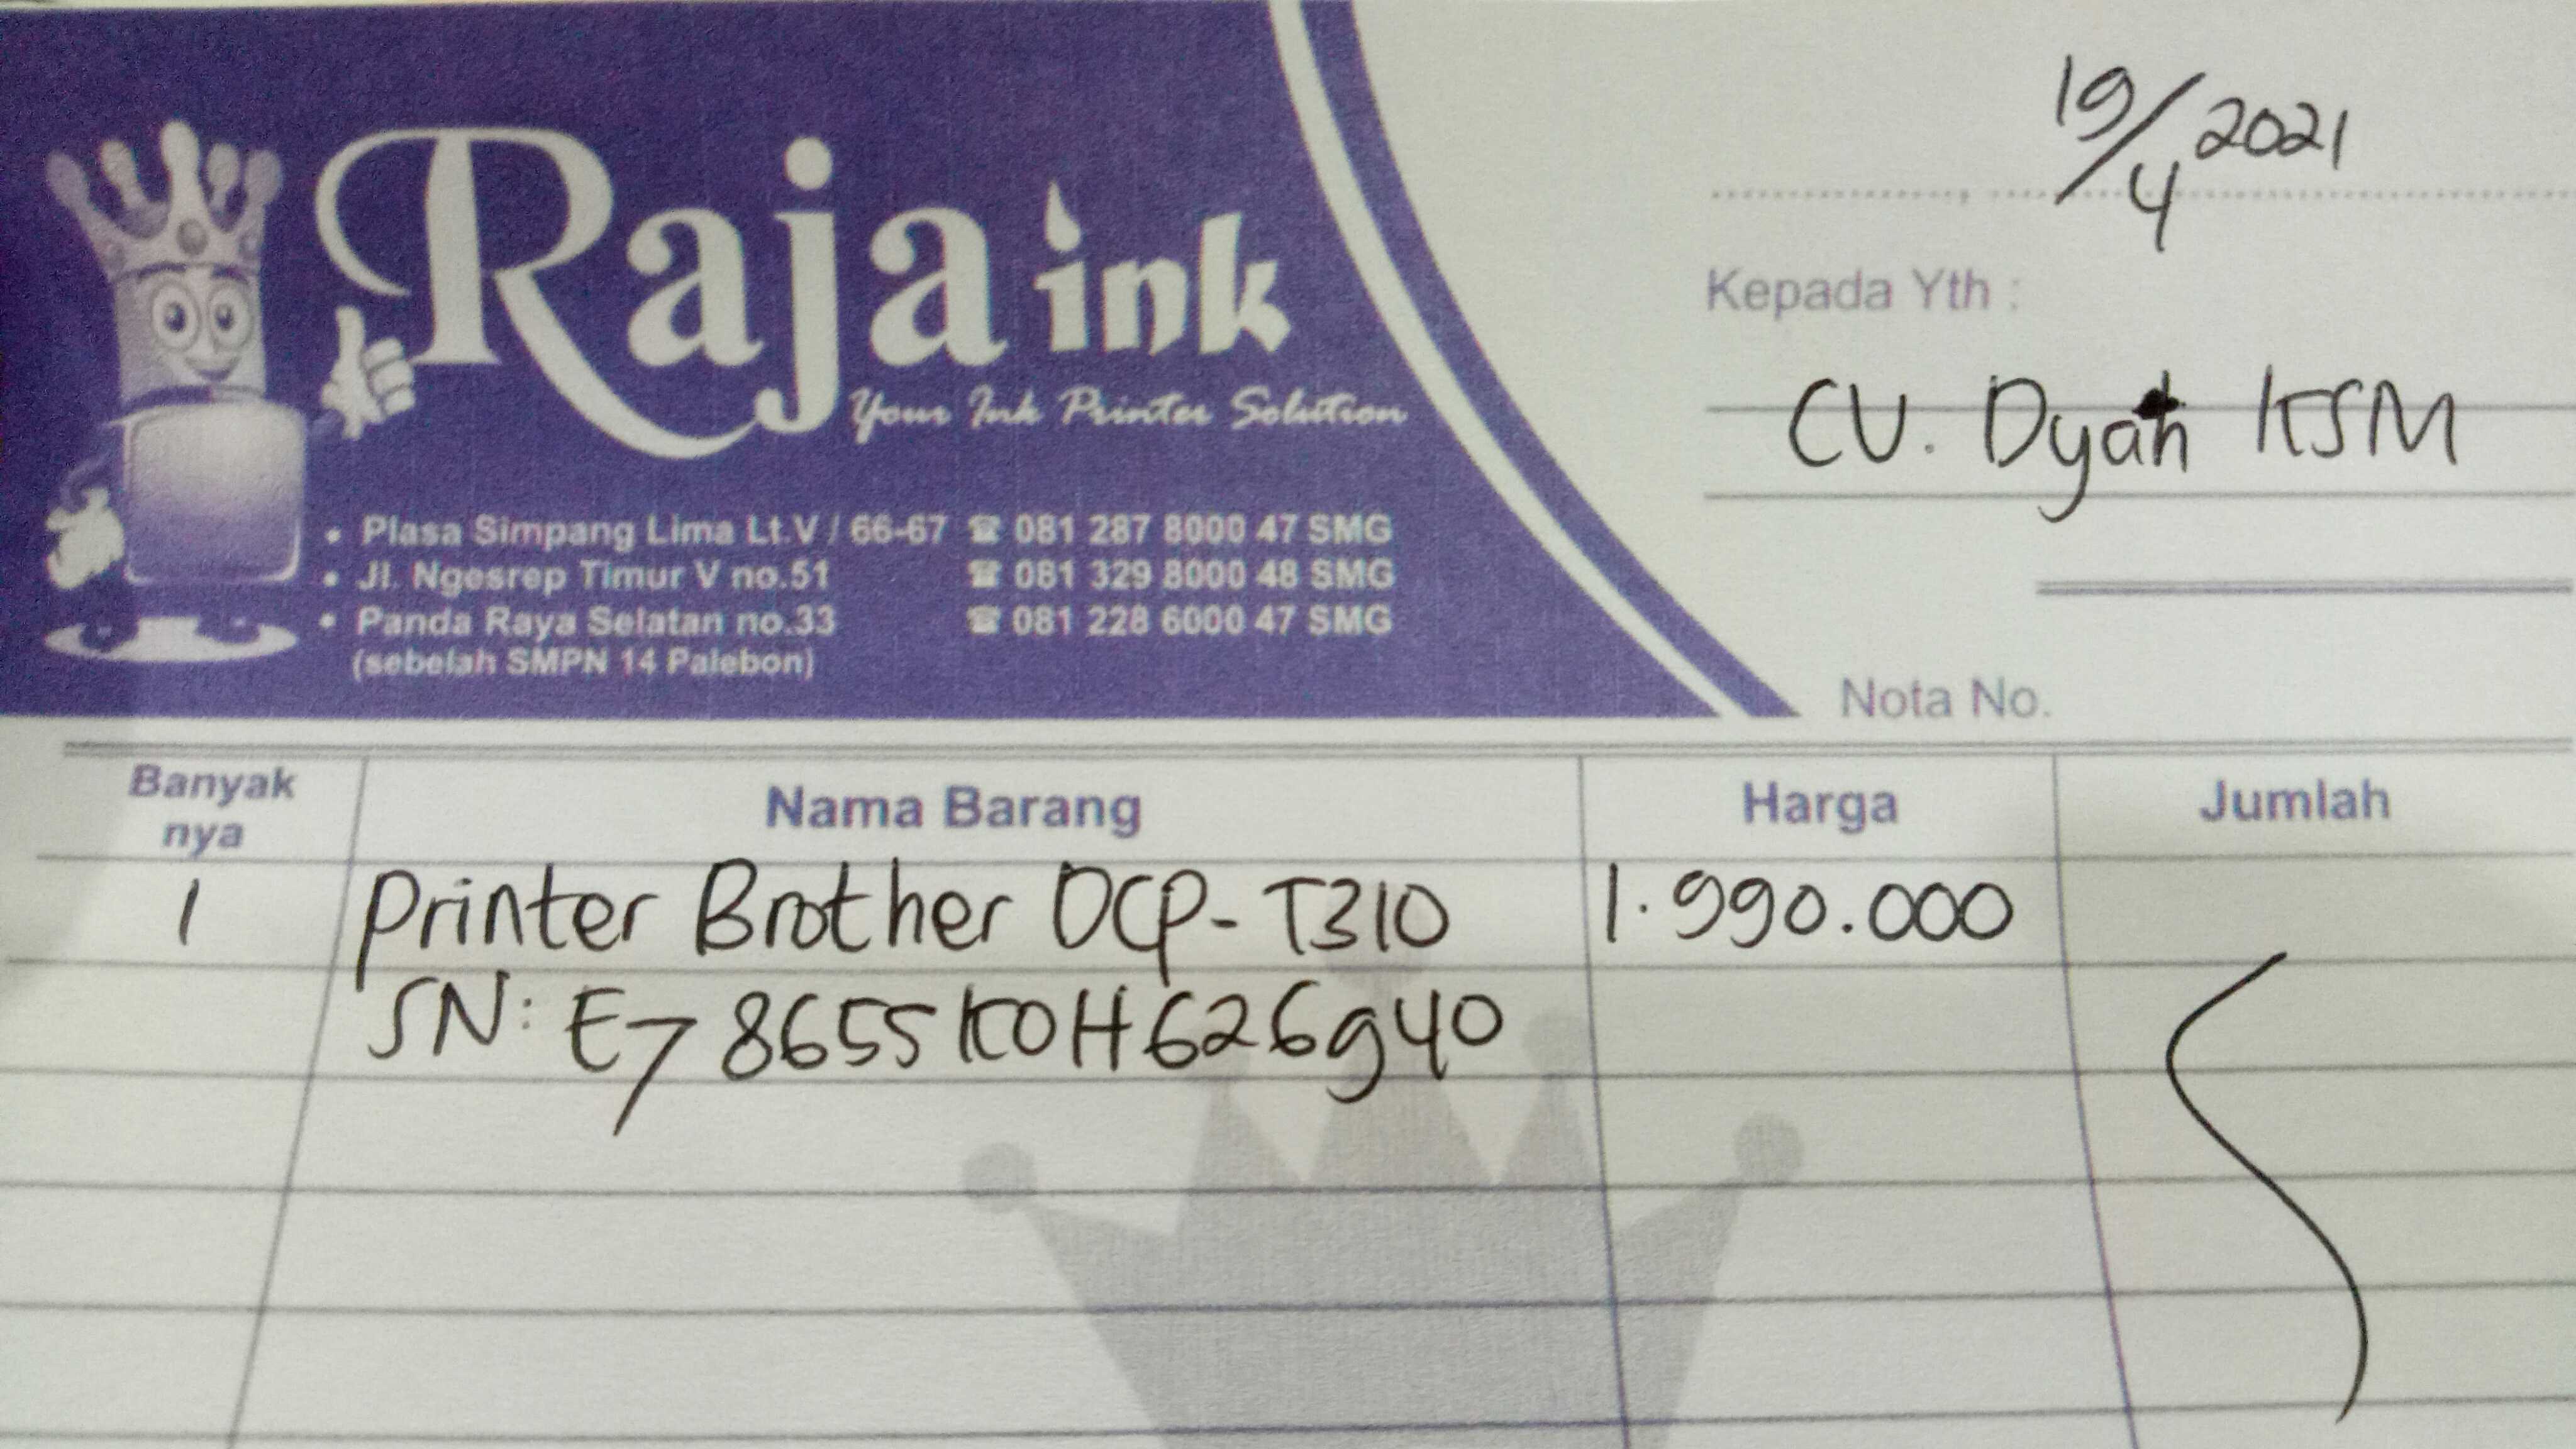 19/4 2021
Raja ink
Your Ink Printer Solution
Kepada Yth :
CV. Dyah KSM
• Plasa Simpang Lima Lt.V / 66-67 ☎ 081 287 8000 47 SMG
• Jl. Ngesrep Timur V no.51 ☎ 081 329 8000 48 SMG
• Panda Raya Selatan no.33 ☎ 081 228 6000 47 SMG
(sebelah SMPN 14 Palebon)
Nota No.
Banyak nya Nama Barang Harga Jumlah
1 Printer Brother DCP-T310 1.990.000
SN: E78655K0H626940